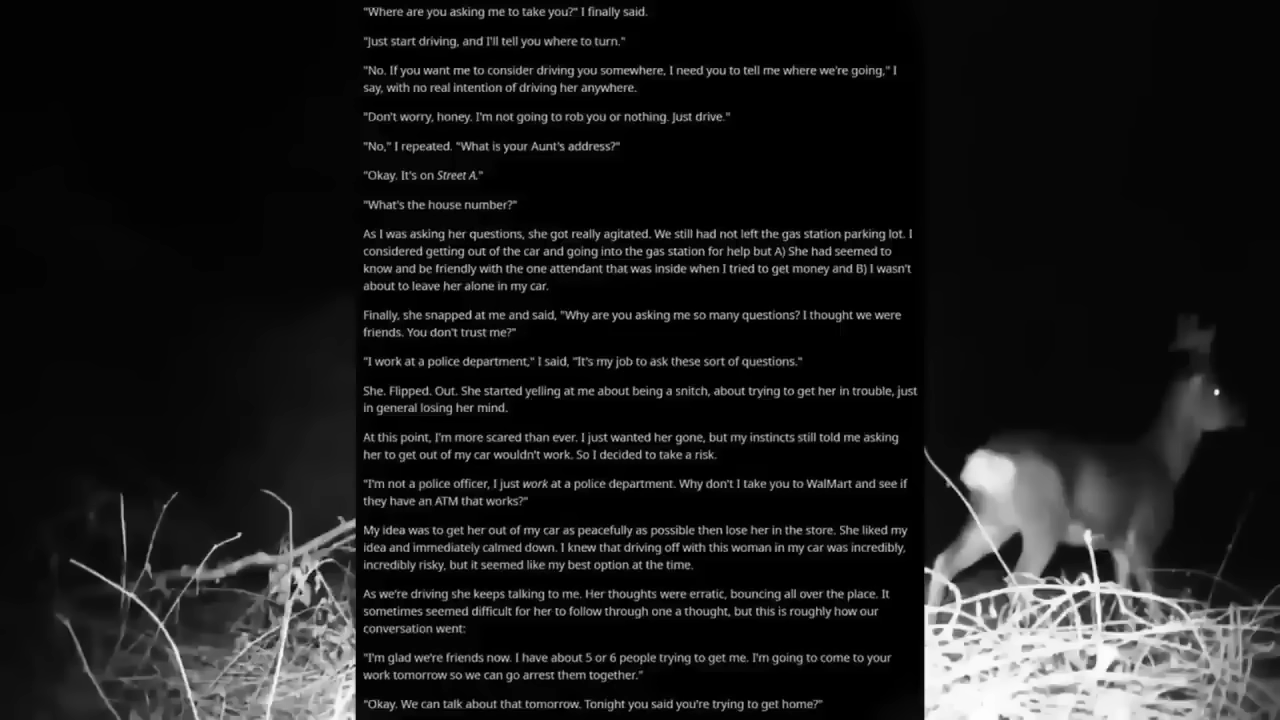 "Where are you asking me to take you?" I finally said.
"Just start driving, and I'll tell you where to turn."
"No. If you want me to consider driving you somewhere, I need you to tell me where we're going," I
say, with no real intention of driving her anywhere.
"Don't worry, honey. I'm not going to rob you or nothing. Just drive."
"No," I repeated. "What is your Aunt's address?"
"Okay. It's on Street A."
"What's the house number?"
As I was asking her questions, she got really agitated. We still had not left the gas station parking lot. I
considered getting out of the car and going into the gas station for help but A) She had seemed to
know and be friendly with the one attendant that was inside when I tried to get money and B) I wasn't
about to leave her alone in my car.
Finally, she snapped at me and said, "Why are you asking me so many questions? I thought we were
friends. You don't trust me?"
"I work at a police department," I said, "It's my job to ask these sort of questions."
She. Flipped. Out. She started yelling at me about being a snitch, about trying to get her in trouble, just
in general losing her mind.
At this point, I'm more scared than ever. I just wanted her gone, but my instincts still told me asking
her to get out of my car wouldn't work. So I decided to take a risk.
"I'm not a police officer, I just work at a police department. Why don't I take you to WalMart and see if
they have an ATM that works?"
My idea was to get her out of my car as peacefully as possible then lose her in the store. She liked my
idea and immediately calmed down. I knew that driving off with this woman in my car was incredibly,
incredibly risky, but it seemed like my best option at the time.
As we're driving she keeps talking to me. Her thoughts were erratic, bouncing all over the place. It
sometimes seemed difficult for her to follow through one a thought, but this is roughly how our
conversation went:
"I'm glad we're friends now. I have about 5 or 6 people trying to get me. I'm going to come to your
work tomorrow so we can go arrest them together."
"Okay. We can talk about that tomorrow. Tonight you said you're trying to get home?"